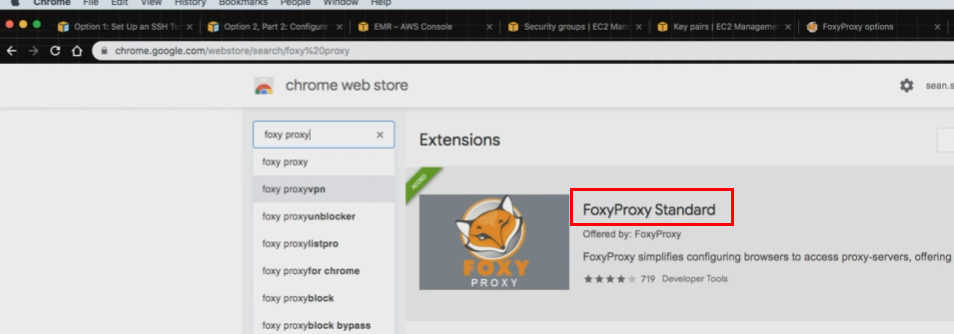 Chrome File Edit View History Bookmarks People Window Help
Option 1: Set Up an SSH Tu
Option 2, Part 2: Configure
EMR – AWS Console
Security groups | EC2 Man
Key pairs | EC2 Managemen
FoxyProxy options
chrome.google.com/webstore/search/foxy%20proxy
chrome web store
sean.s
foxy proxy
foxy proxy
foxy proxyvpn
foxy proxyunblocker
foxy proxylistpro
foxy proxyfor chrome
foxy proxyblock
foxy proxyblock bypass
Extensions
ADDED
FOXY
PROXY
FoxyProxy Standard
Offered by: FoxyProxy
FoxyProxy simplifies configuring browsers to access proxy-servers, offering
719 Developer Tools